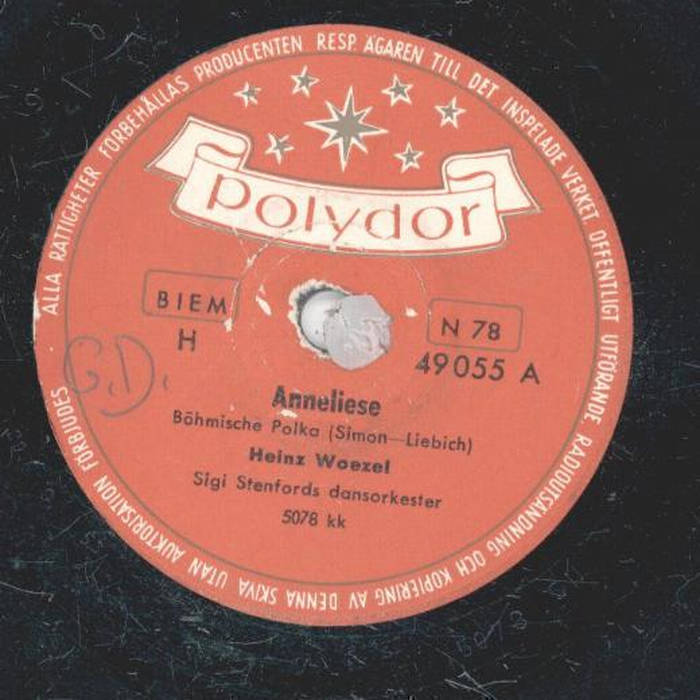 ALLA RÄTTIGHETER FÖRBEHÅLLAS PRODUCENTEN RESP. ÄGAREN TILL DET INSPELADE VERKET. OFFENTLIGT UTFÖRANDE, RADIOUTSÄNDNING OCH KOPIERING AV DENNA SKIVA UTAN AUKTORISATION FÖRBJUDES
polydor
BIEM
N 78
H
49055 A
G.D.
Anneliese
Böhmische Polka (Simon—Liebich)
Heinz Woezel
Sigi Stenfords dansorkester
5078 kk